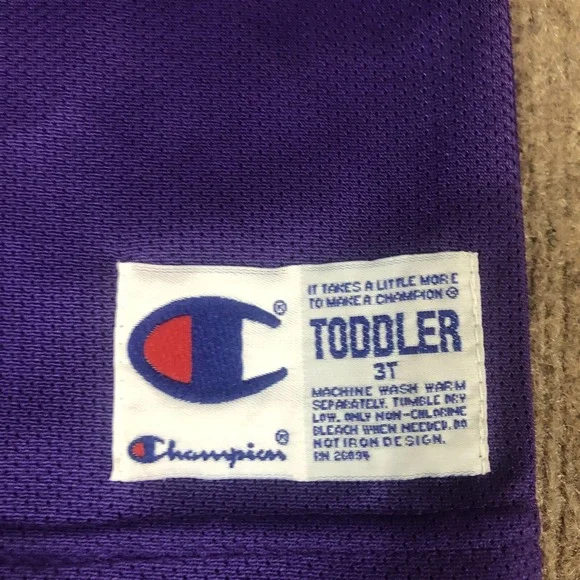 IT TAKES A LITTLE MORE
TO MAKE A CHAMPION ®
TODDLER
3T
MACHINE WASH WARM
SEPARATELY. TUMBLE DRY
LOW. ONLY NON-CHLORINE
BLEACH WHEN NEEDED. DO
NOT IRON DESIGN.
RN 26094
®
Champion ®